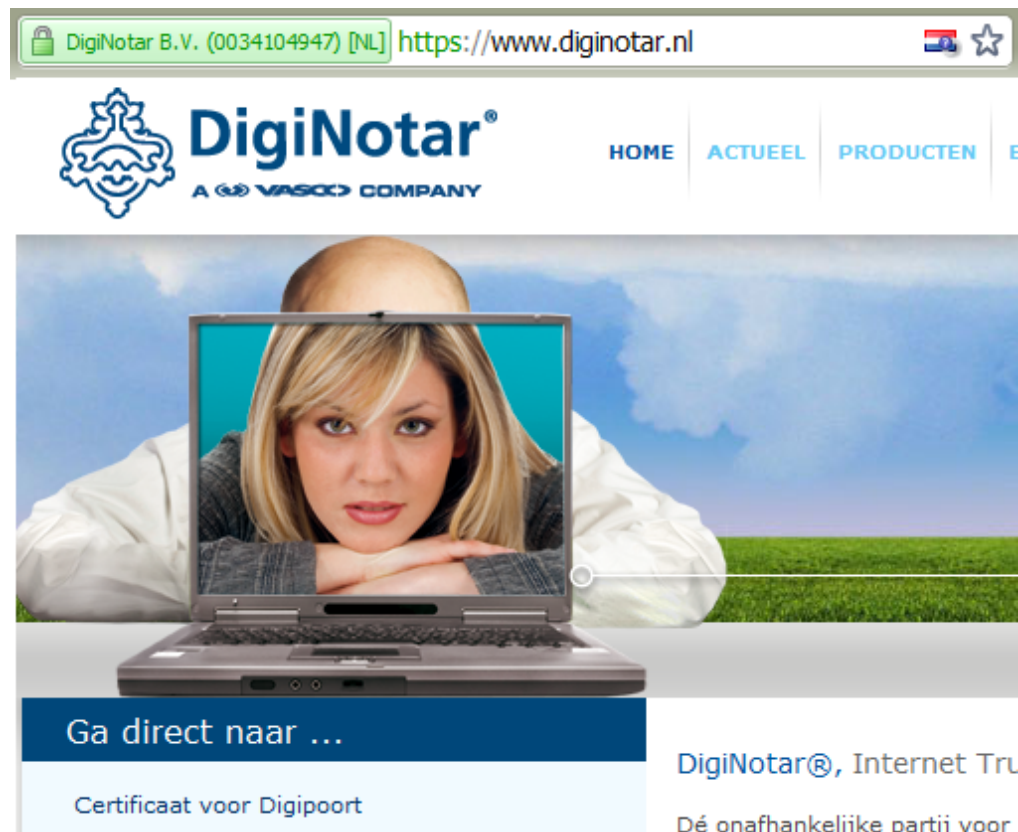 DigiNotar B.V. (0034104947) [NL] https://www.diginotar.nl
DigiNotar®
A VASCO COMPANY
HOME ACTUEEL PRODUCTEN
Ga direct naar ...
Certificaat voor Digipoort
DigiNotar®, Internet Tru
Dé onafhankelijke partij voor